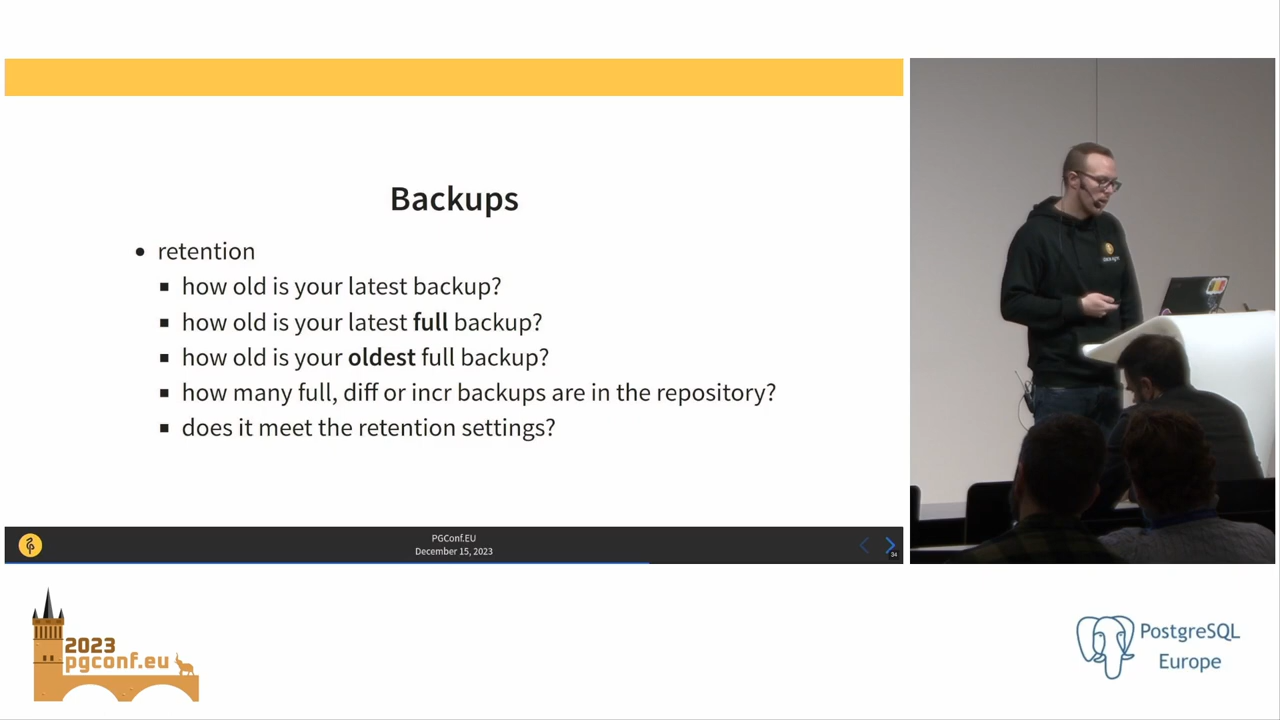 Backups
retention
how old is your latest backup?
how old is your latest full backup?
how old is your oldest full backup?
how many full, diff or incr backups are in the repository?
does it meet the retention settings?
PGConf.EU
December 15, 2023
34
2023
pgconf.eu
PostgreSQL
Europe